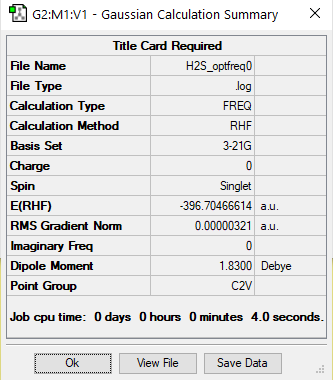 G2:M1:V1 - Gaussian Calculation Summary
Title Card Required
File Name H2S_optfreq0
File Type .log
Calculation Type FREQ
Calculation Method RHF
Basis Set 3-21G
Charge 0
Spin Singlet
E(RHF) -396.70466614 a.u.
RMS Gradient Norm 0.00000321 a.u.
Imaginary Freq 0
Dipole Moment 1.8300 Debye
Point Group C2V
Job cpu time: 0 days 0 hours 0 minutes 4.0 seconds.
Ok View File Save Data